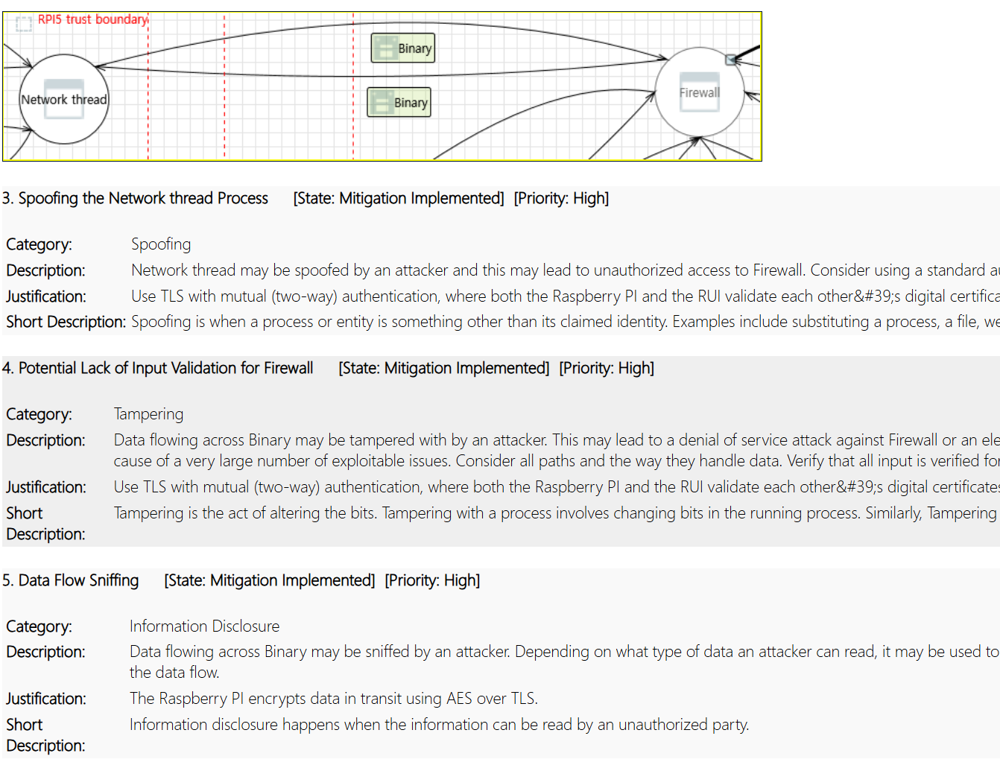 RPI5 trust boundary
Binary
Network thread
Firewall
Binary
3. Spoofing the Network thread Process [State: Mitigation Implemented] [Priority: High]
Category: Spoofing
Description: Network thread may be spoofed by an attacker and this may lead to unauthorized access to Firewall. Consider using a standard
Justification: Use TLS with mutual (two-way) authentication, where both the Raspberry PI and the RUI validate each other&#39;s digital
Short Description: Spoofing is when a process or entity is something other than its claimed identity. Examples include substituting a process, a file,
4. Potential Lack of Input Validation for Firewall [State: Mitigation Implemented] [Priority: High]
Category: Tampering
Description: Data flowing across Binary may be tampered with by an attacker. This may lead to a denial of service attack against Firewall or an
cause of a very large number of exploitable issues. Consider all paths and the way they handle data. Verify that all input is verified
Justification: Use TLS with mutual (two-way) authentication, where both the Raspberry PI and the RUI validate each other&#39;s digital certificates
Short Tampering is the act of altering the bits. Tampering with a process involves changing bits in the running process. Similarly, Tampering
Description:
5. Data Flow Sniffing [State: Mitigation Implemented] [Priority: High]
Category: Information Disclosure
Description: Data flowing across Binary may be sniffed by an attacker. Depending on what type of data an attacker can read, it may be used to
the data flow.
Justification: The Raspberry PI encrypts data in transit using AES over TLS.
Short Information disclosure happens when the information can be read by an unauthorized party.
Description: